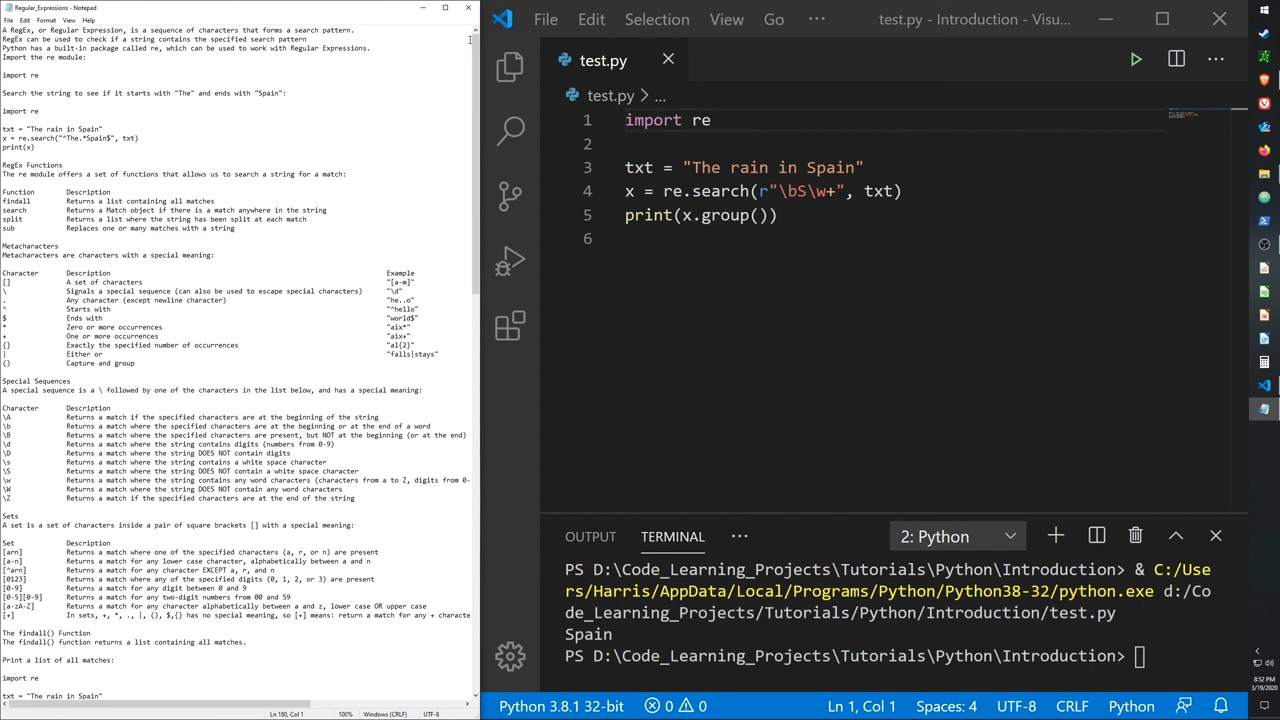 Regular_Expressions - Notepad
File Edit Format View Help
A RegEx, or Regular Expression, is a sequence of characters that forms a search pattern.
RegEx can be used to check if a string contains the specified search pattern
Python has a built-in package called re, which can be used to work with Regular Expressions.
Import the re module:
import re
Search the string to see if it starts with "The" and ends with "Spain":
import re
txt = "The rain in Spain"
x = re.search("^The.*Spain$", txt)
print(x)
RegEx Functions
The re module offers a set of functions that allows us to search a string for a match:
Function Description
findall Returns a list containing all matches
search Returns a Match object if there is a match anywhere in the string
split Returns a list where the string has been split at each match
sub Replaces one or many matches with a string
Metacharacters
Metacharacters are characters with a special meaning:
Character Description Example
[] A set of characters "[a-m]"
\ Signals a special sequence (can also be used to escape special characters) "\d"
. Any character (except newline character) "he..o"
^ Starts with "^hello"
$ Ends with "world$"
* Zero or more occurrences "aix*"
+ One or more occurrences "aix+"
{} Exactly the specified number of occurrences "al{2}"
| Either or "falls|stays"
() Capture and group
Special Sequences
A special sequence is a \ followed by one of the characters in the list below, and has a special meaning:
Character Description
\A Returns a match if the specified characters are at the beginning of the string
\b Returns a match where the specified characters are at the beginning or at the end of a word
\B Returns a match where the specified characters are present, but NOT at the beginning (or at the end)
\d Returns a match where the string contains digits (numbers from 0-9)
\D Returns a match where the string DOES NOT contain digits
\s Returns a match where the string contains a white space character
\S Returns a match where the string DOES NOT contain a white space character
\w Returns a match where the string contains any word characters (characters from a to Z, digits from 0-
\W Returns a match where the string DOES NOT contain any word characters
\Z Returns a match if the specified characters are at the end of the string
Sets
A set is a set of characters inside a pair of square brackets [] with a special meaning:
Set Description
[arn] Returns a match where one of the specified characters (a, r, or n) are present
[a-n] Returns a match for any lower case character, alphabetically between a and n
[^arn] Returns a match for any character EXCEPT a, r, and n
[0123] Returns a match where any of the specified digits (0, 1, 2, or 3) are present
[0-9] Returns a match for any digit between 0 and 9
[0-5][0-9] Returns a match for any two-digit numbers from 00 and 59
[a-zA-Z] Returns a match for any character alphabetically between a and z, lower case OR upper case
[+] In sets, +, *, ., |, (), $,{} has no special meaning, so [+] means: return a match for any + characte
The findall() Function
The findall() function returns a list containing all matches.
Print a list of all matches:
import re
txt = "The rain in Spain"
Ln 180, Col 1 100% Windows (CRLF) UTF-8
File Edit Selection Go ··· test.py - Introduction - Visu...
test.py
test.py > ...
1 import re
2
3 txt = "The rain in Spain"
4 x = re.search(r"\bS\w+", txt)
5 print(x.group())
6
OUTPUT TERMINAL ··· 2: Python
PS D:\Code_Learning_Projects\Tutorials\Python\Introduction> & C:/Use
rs/Harris/AppData/Local/Programs/Python/Python38-32/python.exe d:/Co
de_Learning_Projects/Tutorials/Python/Introduction/test.py
Spain
PS D:\Code_Learning_Projects\Tutorials\Python\Introduction>
Python 3.8.1 32-bit 0 0 Ln 1, Col 1 Spaces: 4 UTF-8 CRLF Python
8:52 PM
3/19/2020